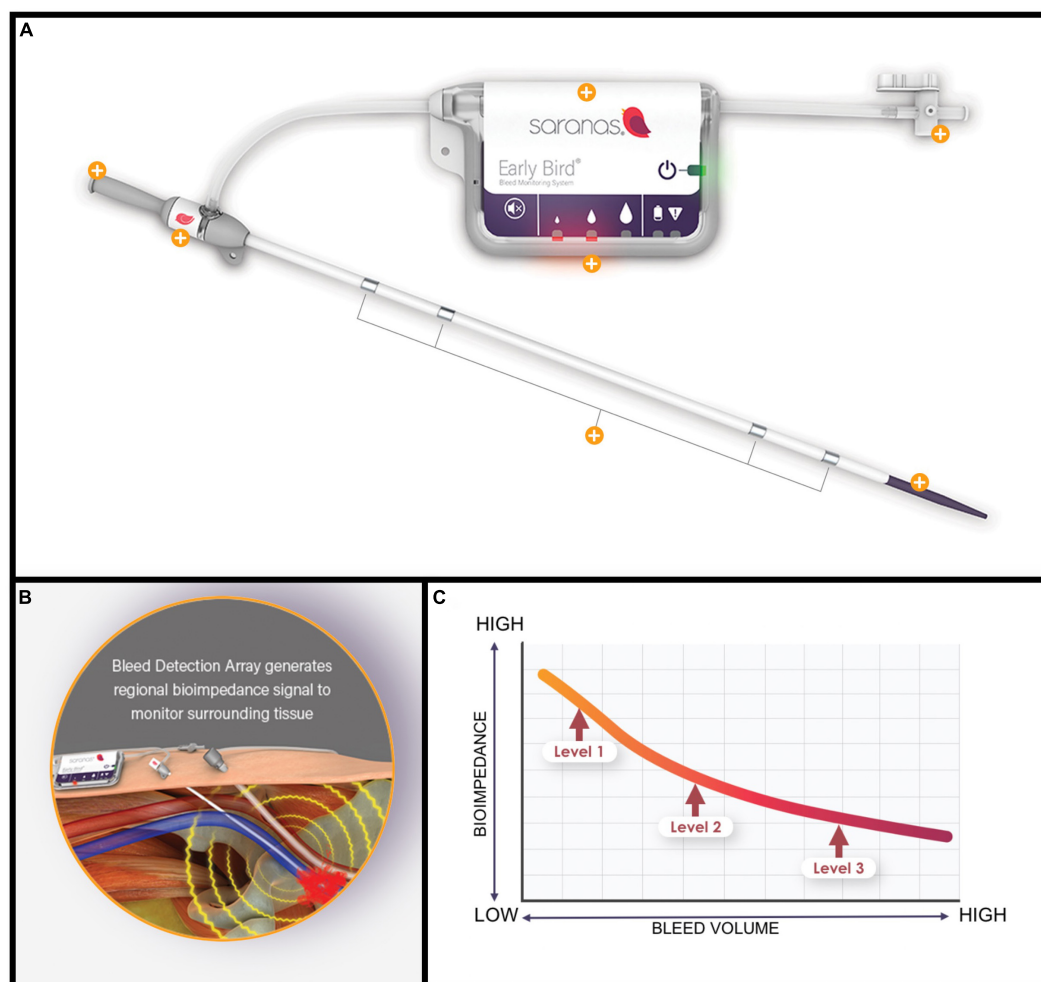 A
saranas®
Early Bird®
Bleed Monitoring System
B
Bleed Detection Array generates
regional bioimpedance signal to
monitor surrounding tissue
saranas
C
HIGH
BIOIMPEDANCE
Level 1
Level 2
Level 3
LOW
HIGH
BLEED VOLUME